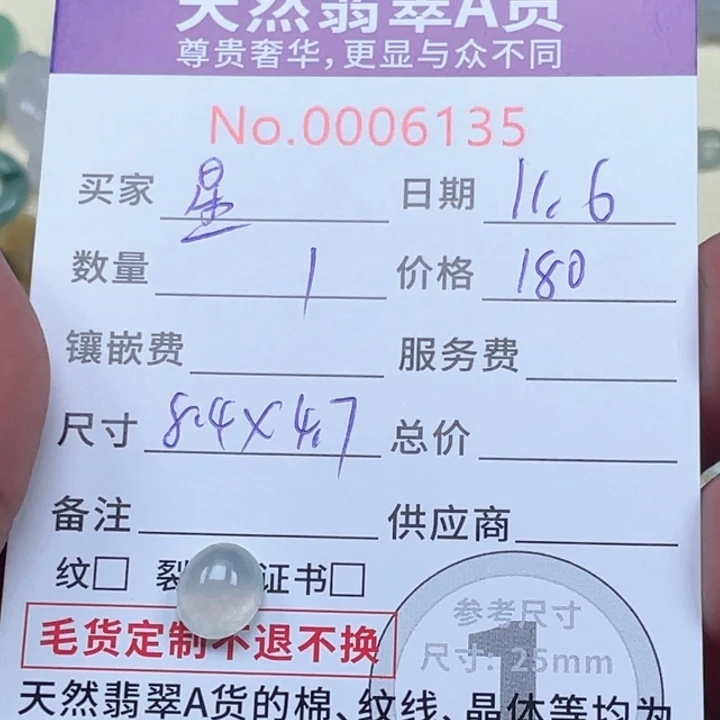 天然翡翠A货
尊贵奢华,更显与众不同
No.0006135
买家 星 日期 11.6
数量 1 价格 180
镶嵌费 服务费
尺寸 8.4X4.7 总价
备注 供应商
纹□ 裂 证书□
参考尺寸
毛货定制不退不换
尺寸: 25mm
1
天然翡翠A货的棉、纹线、晶体等均为